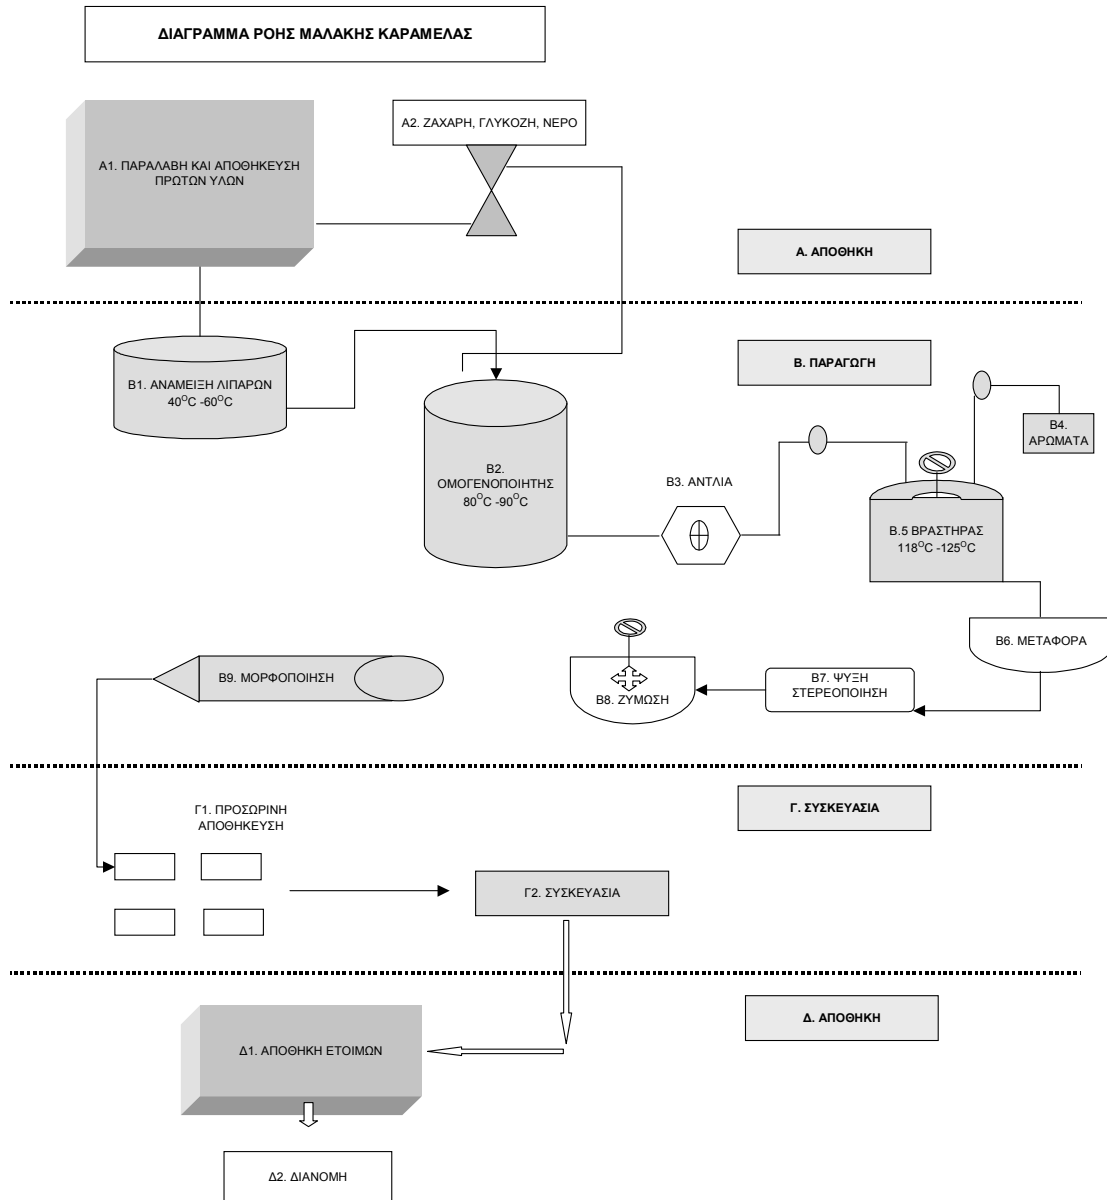 ΔΙΑΓΡΑΜΜΑ ΡΟΗΣ ΜΑΛΑΚΗΣ ΚΑΡΑΜΕΛΑΣ
Α2. ΖΑΧΑΡΗ, ΓΛΥΚΟΖΗ, ΝΕΡΟ
Α1. ΠΑΡΑΛΑΒΗ ΚΑΙ ΑΠΟΘΗΚΕΥΣΗ
ΠΡΩΤΩΝ ΥΛΩΝ
Α. ΑΠΟΘΗΚΗ
Β. ΠΑΡΑΓΩΓΗ
Β1. ΑΝΑΜΕΙΞΗ ΛΙΠΑΡΩΝ
40°C -60°C
Β4.
ΑΡΩΜΑΤΑ
Β2.
ΟΜΟΓΕΝΟΠΟΙΗΤΗΣ
80°C -90°C
Β3. ΑΝΤΛΙΑ
Β.5 ΒΡΑΣΤΗΡΑΣ
118°C -125°C
Β6. ΜΕΤΑΦΟΡΑ
Β9. ΜΟΡΦΟΠΟΙΗΣΗ
Β8. ΖΥΜΩΣΗ
Β7. ΨΥΞΗ
ΣΤΕΡΕΟΠΟΙΗΣΗ
Γ. ΣΥΣΚΕΥΑΣΙΑ
Γ1. ΠΡΟΣΩΡΙΝΗ
ΑΠΟΘΗΚΕΥΣΗ
Γ2. ΣΥΣΚΕΥΑΣΙΑ
Δ. ΑΠΟΘΗΚΗ
Δ1. ΑΠΟΘΗΚΗ ΕΤΟΙΜΩΝ
Δ2. ΔΙΑΝΟΜΗ